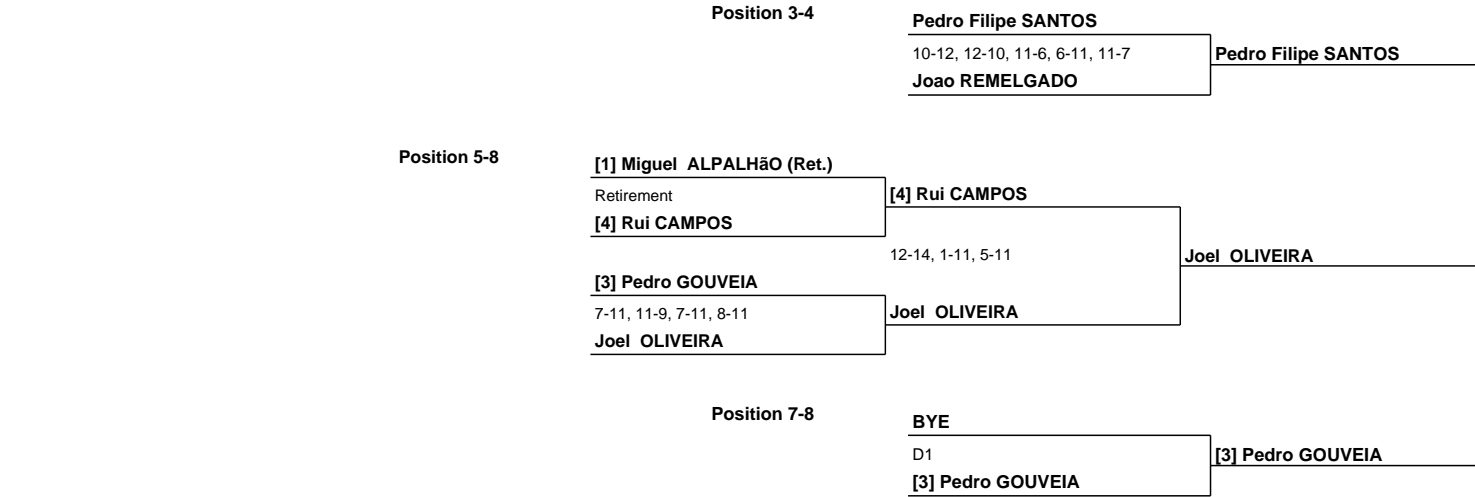 Position 3-4
Pedro Filipe SANTOS
10-12, 12-10, 11-6, 6-11, 11-7
Pedro Filipe SANTOS
Joao REMELGADO
Position 5-8
[1] Miguel  ALPALHãO (Ret.)
Retirement
[4] Rui CAMPOS
[4] Rui CAMPOS
12-14, 1-11, 5-11
Joel  OLIVEIRA
[3] Pedro GOUVEIA
7-11, 11-9, 7-11, 8-11
Joel  OLIVEIRA
Joel  OLIVEIRA
Position 7-8
BYE
D1
[3] Pedro GOUVEIA
[3] Pedro GOUVEIA